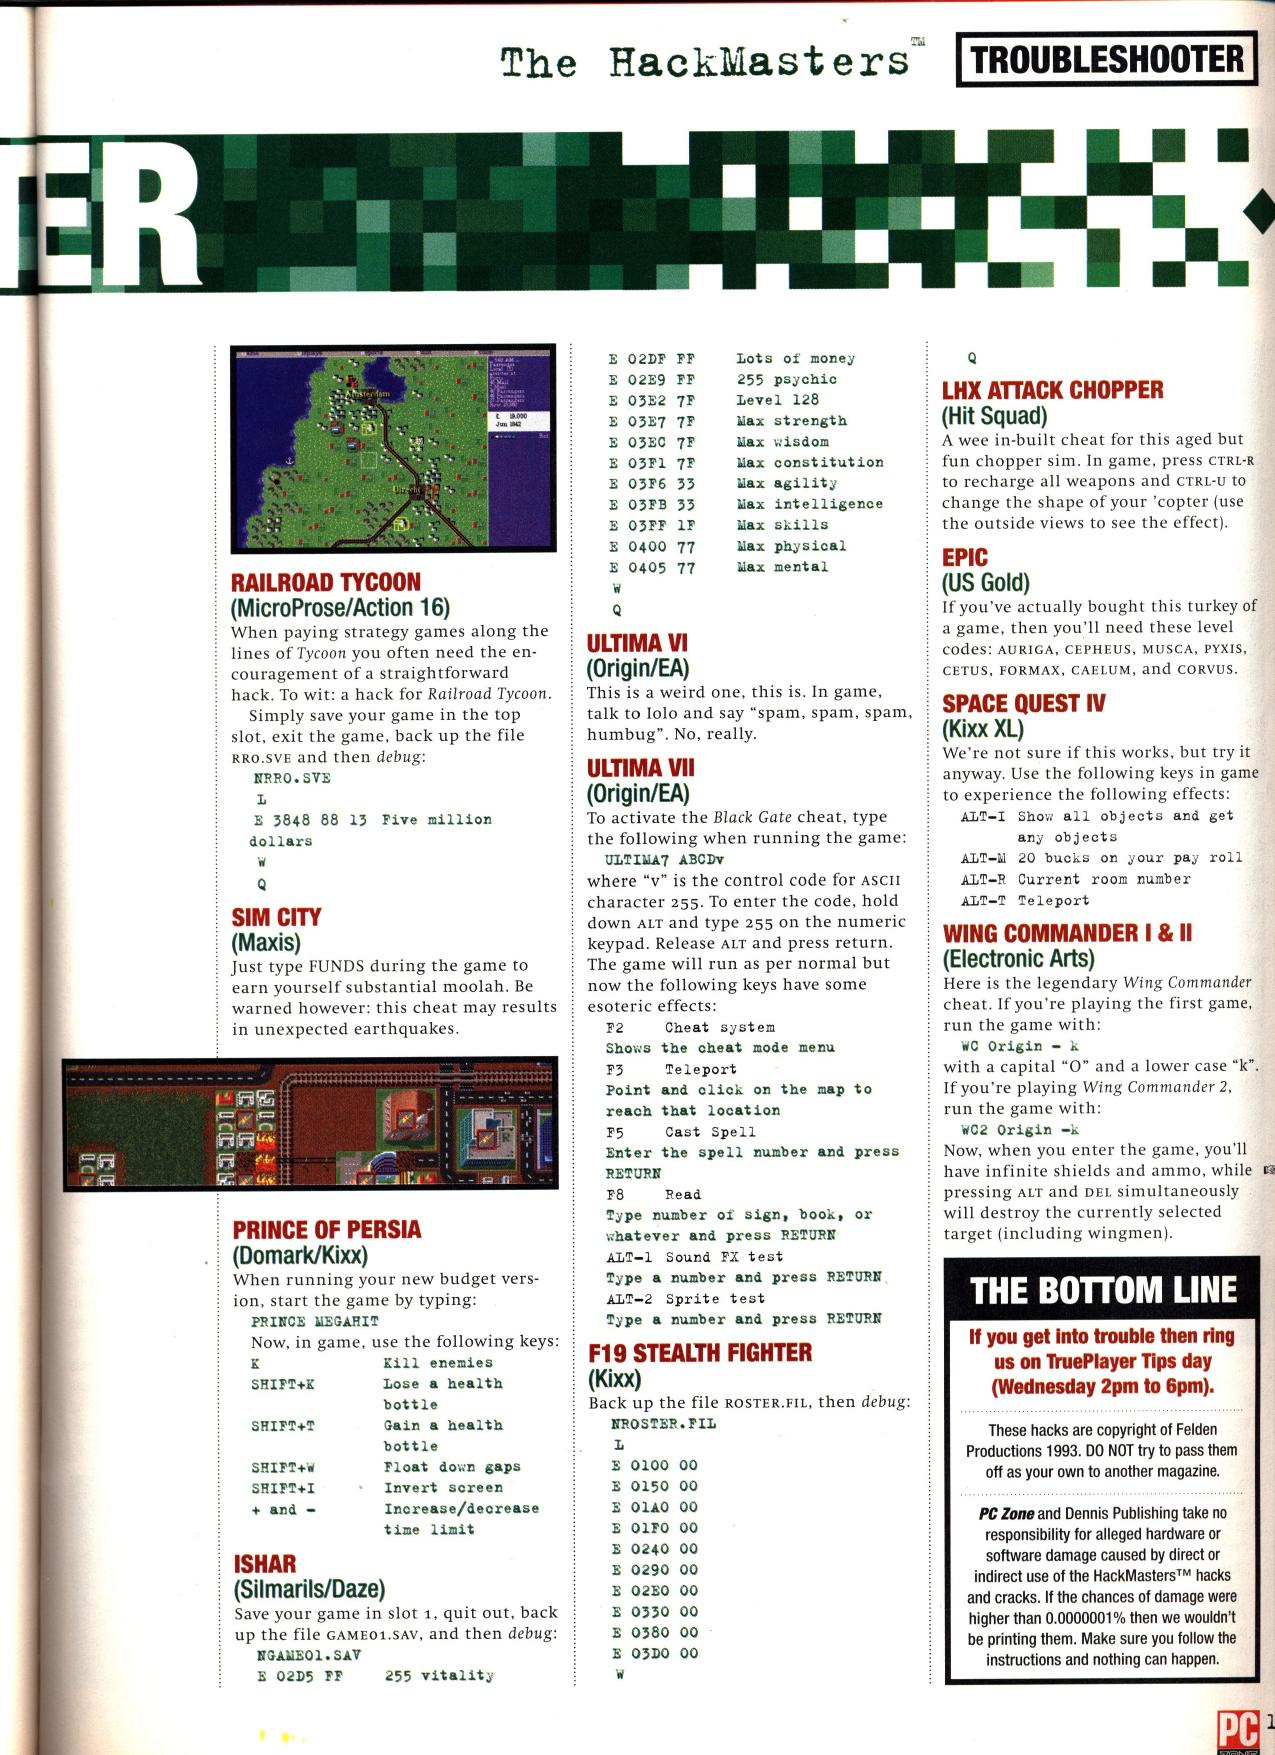 The HackMasters™
TROUBLESHOOTER
ER
Amsterdam
Utrecht
RAILROAD TYCOON
(MicroProse/Action 16)
When paying strategy games along the
lines of Tycoon you often need the en-
couragement of a straightforward
hack. To wit: a hack for Railroad Tycoon.
Simply save your game in the top
slot, exit the game, back up the file
RR0.SVE and then debug:
NRR0.SVE
L
E 3848 88 13 Five million
dollars
W
Q
SIM CITY
(Maxis)
Just type FUNDS during the game to
earn yourself substantial moolah. Be
warned however: this cheat may results
in unexpected earthquakes.
PRINCE OF PERSIA
(Domark/Kixx)
When running your new budget vers-
ion, start the game by typing:
PRINCE MEGAHIT
Now, in game, use the following keys:
K Kill enemies
SHIFT+K Lose a health
bottle
SHIFT+T Gain a health
bottle
SHIFT+W Float down gaps
SHIFT+I Invert screen
+ and - Increase/decrease
time limit
ISHAR
(Silmarils/Daze)
Save your game in slot 1, quit out, back
up the file GAME01.SAV, and then debug:
NGAME01.SAV
E 02D5 FF 255 vitality
E 02DF FF Lots of money
E 02E9 FF 255 psychic
E 03E2 7F Level 128
E 03E7 7F Max strength
E 03EC 7F Max wisdom
E 03F1 7F Max constitution
E 03F6 33 Max agility
E 03FB 33 Max intelligence
E 03FF 1F Max skills
E 0400 77 Max physical
E 0405 77 Max mental
W
Q
ULTIMA VI
(Origin/EA)
This is a weird one, this is. In game,
talk to Iolo and say “spam, spam, spam,
humbug”. No, really.
ULTIMA VII
(Origin/EA)
To activate the Black Gate cheat, type
the following when running the game:
ULTIMA7 ABCDv
where “v” is the control code for ASCII
character 255. To enter the code, hold
down ALT and type 255 on the numeric
keypad. Release ALT and press return.
The game will run as per normal but
now the following keys have some
esoteric effects:
F2 Cheat system
Shows the cheat mode menu
F3 Teleport
Point and click on the map to
reach that location
F5 Cast Spell
Enter the spell number and press
RETURN
F8 Read
Type number of sign, book, or
whatever and press RETURN
ALT-1 Sound FX test
Type a number and press RETURN
ALT-2 Sprite test
Type a number and press RETURN
F19 STEALTH FIGHTER
(Kixx)
Back up the file ROSTER.FIL, then debug:
NROSTER.FIL
L
E 0100 00
E 0150 00
E 01A0 00
E 01F0 00
E 0240 00
E 0290 00
E 02E0 00
E 0330 00
E 0380 00
E 03D0 00
W
Q
LHX ATTACK CHOPPER
(Hit Squad)
A wee in-built cheat for this aged but
fun chopper sim. In game, press CTRL-R
to recharge all weapons and CTRL-U to
change the shape of your 'copter (use
the outside views to see the effect).
EPIC
(US Gold)
If you've actually bought this turkey of
a game, then you'll need these level
codes: AURIGA, CEPHEUS, MUSCA, PYXIS,
CETUS, FORMAX, CAELUM, and CORVUS.
SPACE QUEST IV
(Kixx XL)
We're not sure if this works, but try it
anyway. Use the following keys in game
to experience the following effects:
ALT-I Show all objects and get
any objects
ALT-M 20 bucks on your pay roll
ALT-R Current room number
ALT-T Teleport
WING COMMANDER I & II
(Electronic Arts)
Here is the legendary Wing Commander
cheat. If you're playing the first game,
run the game with:
WC Origin - k
with a capital “O” and a lower case “k”.
If you're playing Wing Commander 2,
run the game with:
WC2 Origin -k
Now, when you enter the game, you'll
have infinite shields and ammo, while
pressing ALT and DEL simultaneously
will destroy the currently selected
target (including wingmen).
THE BOTTOM LINE
If you get into trouble then ring
us on TruePlayer Tips day
(Wednesday 2pm to 6pm).
These hacks are copyright of Felden
Productions 1993. DO NOT try to pass them
off as your own to another magazine.
PC Zone and Dennis Publishing take no
responsibility for alleged hardware or
software damage caused by direct or
indirect use of the HackMasters™ hacks
and cracks. If the chances of damage were
higher than 0.0000001% then we wouldn't
be printing them. Make sure you follow the
instructions and nothing can happen.
PC
1